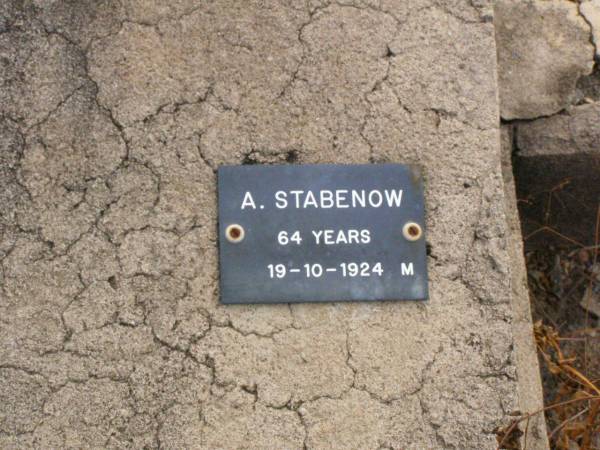 A. STABENOW
64 YEARS
19-10-1924 M